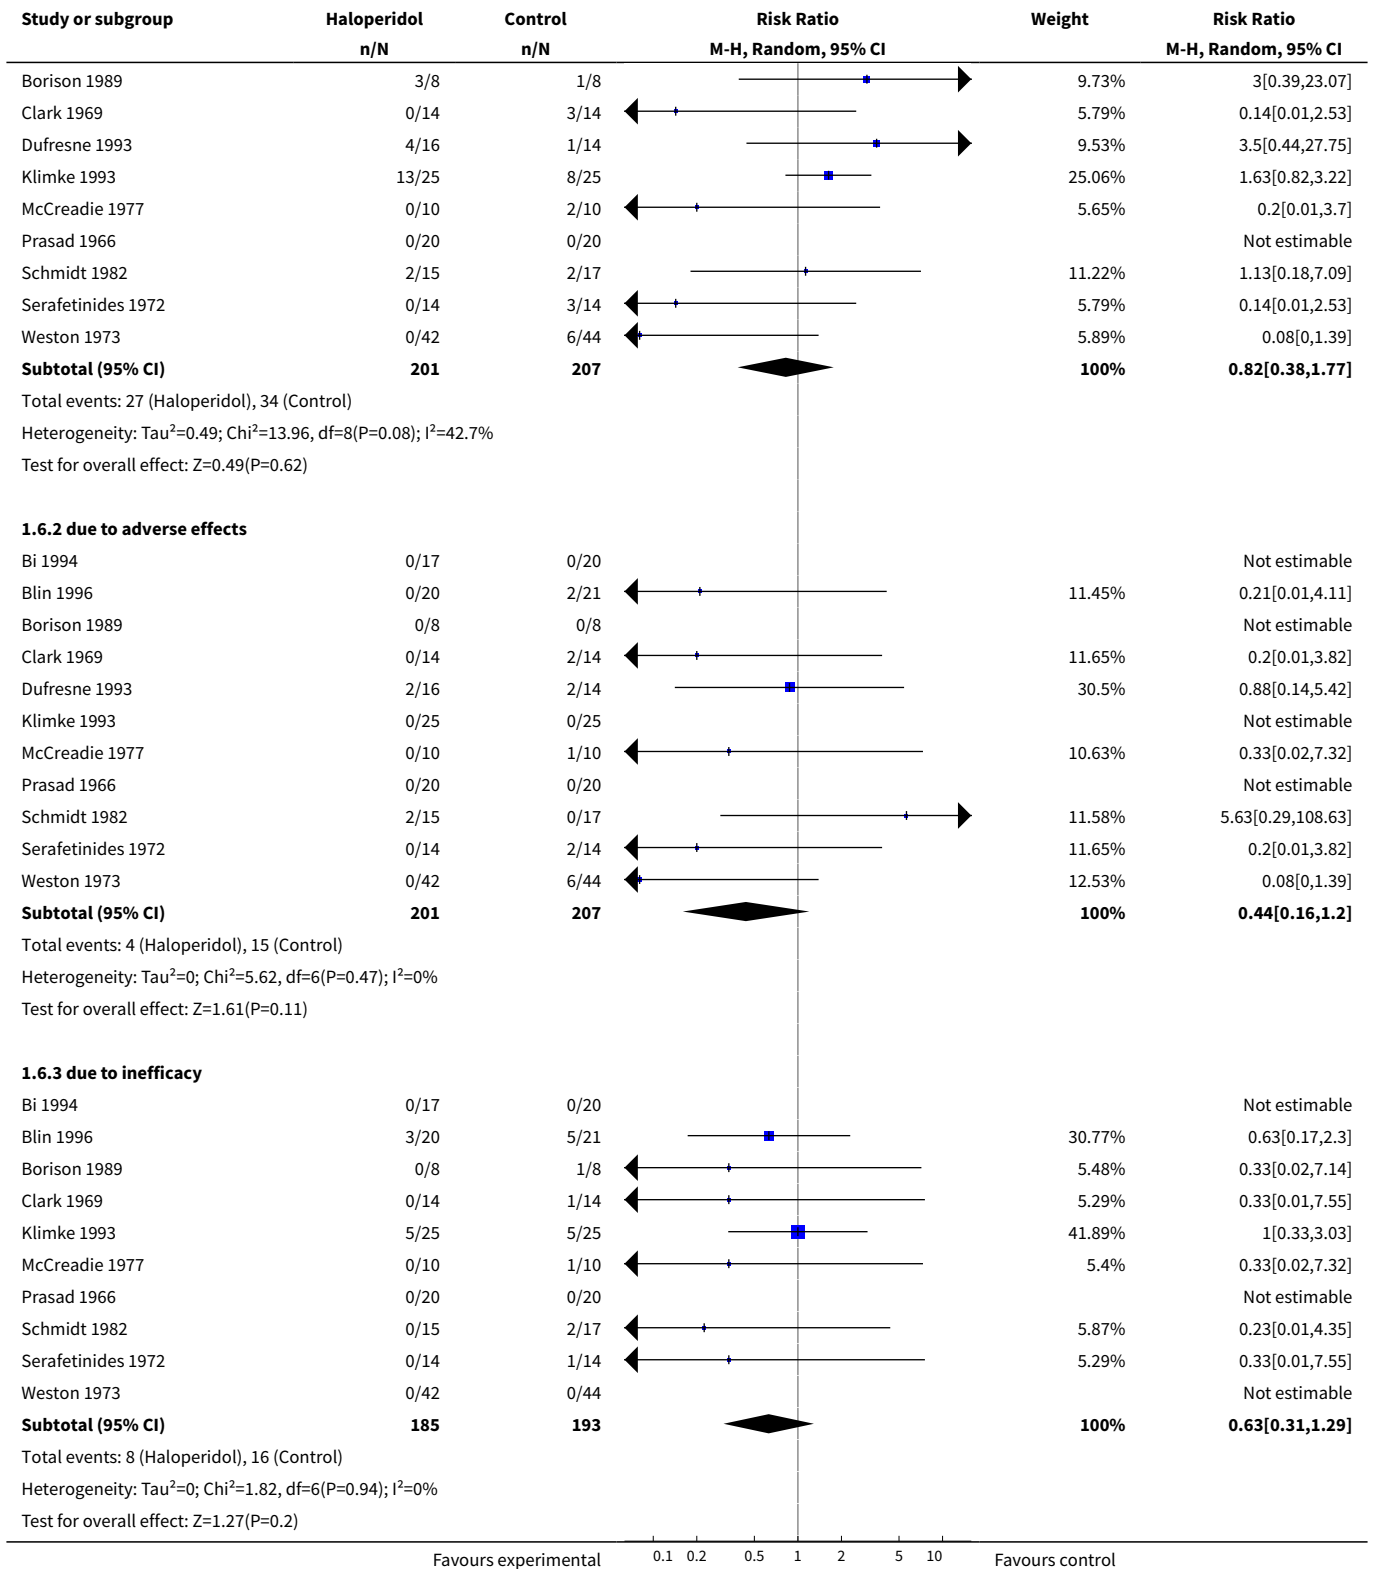 Study or subgroup Haloperidol Control Risk Ratio Weight Risk Ratio
n/N n/N M-H, Random, 95% CI M-H, Random, 95% CI
Borison 1989 3/8 1/8 9.73% 3[0.39,23.07]
Clark 1969 0/14 3/14 5.79% 0.14[0.01,2.53]
Dufresne 1993 4/16 1/14 9.53% 3.5[0.44,27.75]
Klimke 1993 13/25 8/25 25.06% 1.63[0.82,3.22]
McCreadie 1977 0/10 2/10 5.65% 0.2[0.01,3.7]
Prasad 1966 0/20 0/20 Not estimable
Schmidt 1982 2/15 2/17 11.22% 1.13[0.18,7.09]
Serafetinides 1972 0/14 3/14 5.79% 0.14[0.01,2.53]
Weston 1973 0/42 6/44 5.89% 0.08[0,1.39]
Subtotal (95% CI) 201 207 100% 0.82[0.38,1.77]
Total events: 27 (Haloperidol), 34 (Control)
Heterogeneity: Tau²=0.49; Chi²=13.96, df=8(P=0.08); I²=42.7%
Test for overall effect: Z=0.49(P=0.62)
1.6.2 due to adverse effects
Bi 1994 0/17 0/20 Not estimable
Blin 1996 0/20 2/21 11.45% 0.21[0.01,4.11]
Borison 1989 0/8 0/8 Not estimable
Clark 1969 0/14 2/14 11.65% 0.2[0.01,3.82]
Dufresne 1993 2/16 2/14 30.5% 0.88[0.14,5.42]
Klimke 1993 0/25 0/25 Not estimable
McCreadie 1977 0/10 1/10 10.63% 0.33[0.02,7.32]
Prasad 1966 0/20 0/20 Not estimable
Schmidt 1982 2/15 0/17 11.58% 5.63[0.29,108.63]
Serafetinides 1972 0/14 2/14 11.65% 0.2[0.01,3.82]
Weston 1973 0/42 6/44 12.53% 0.08[0,1.39]
Subtotal (95% CI) 201 207 100% 0.44[0.16,1.2]
Total events: 4 (Haloperidol), 15 (Control)
Heterogeneity: Tau²=0; Chi²=5.62, df=6(P=0.47); I²=0%
Test for overall effect: Z=1.61(P=0.11)
1.6.3 due to inefficacy
Bi 1994 0/17 0/20 Not estimable
Blin 1996 3/20 5/21 30.77% 0.63[0.17,2.3]
Borison 1989 0/8 1/8 5.48% 0.33[0.02,7.14]
Clark 1969 0/14 1/14 5.29% 0.33[0.01,7.55]
Klimke 1993 5/25 5/25 41.89% 1[0.33,3.03]
McCreadie 1977 0/10 1/10 5.4% 0.33[0.02,7.32]
Prasad 1966 0/20 0/20 Not estimable
Schmidt 1982 0/15 2/17 5.87% 0.23[0.01,4.35]
Serafetinides 1972 0/14 1/14 5.29% 0.33[0.01,7.55]
Weston 1973 0/42 0/44 Not estimable
Subtotal (95% CI) 185 193 100% 0.63[0.31,1.29]
Total events: 8 (Haloperidol), 16 (Control)
Heterogeneity: Tau²=0; Chi²=1.82, df=6(P=0.94); I²=0%
Test for overall effect: Z=1.27(P=0.2)
Favours experimental 0.1 0.2 0.5 1 2 5 10 Favours control